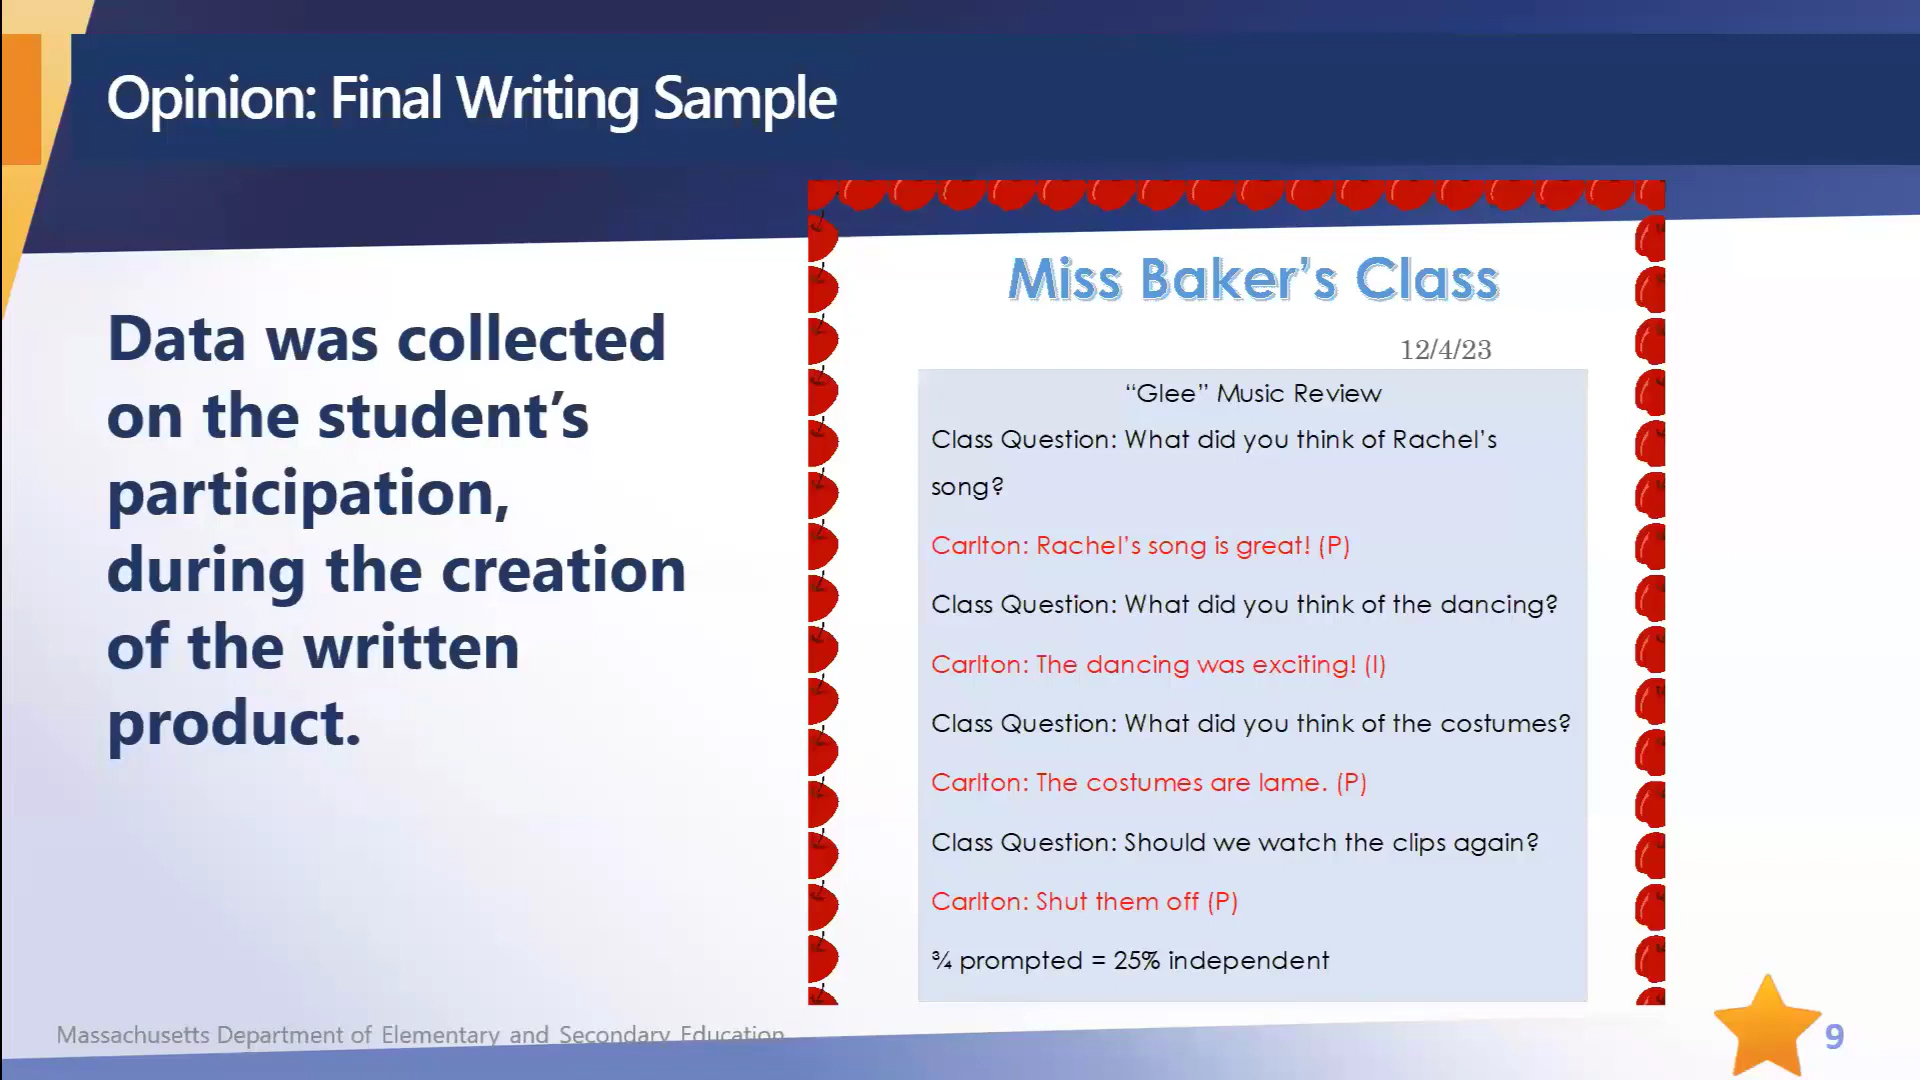 Opinion: Final Writing Sample
Data was collected
on the student’s
participation,
during the creation
of the written
product.
Miss Baker’s Class
12/4/23
“Glee” Music Review
Class Question: What did you think of Rachel’s
song?
Carlton: Rachel’s song is great! (P)
Class Question: What did you think of the dancing?
Carlton: The dancing was exciting! (I)
Class Question: What did you think of the costumes?
Carlton: The costumes are lame. (P)
Class Question: Should we watch the clips again?
Carlton: Shut them off (P)
¾ prompted = 25% independent
Massachusetts Department of Elementary and Secondary Education
9